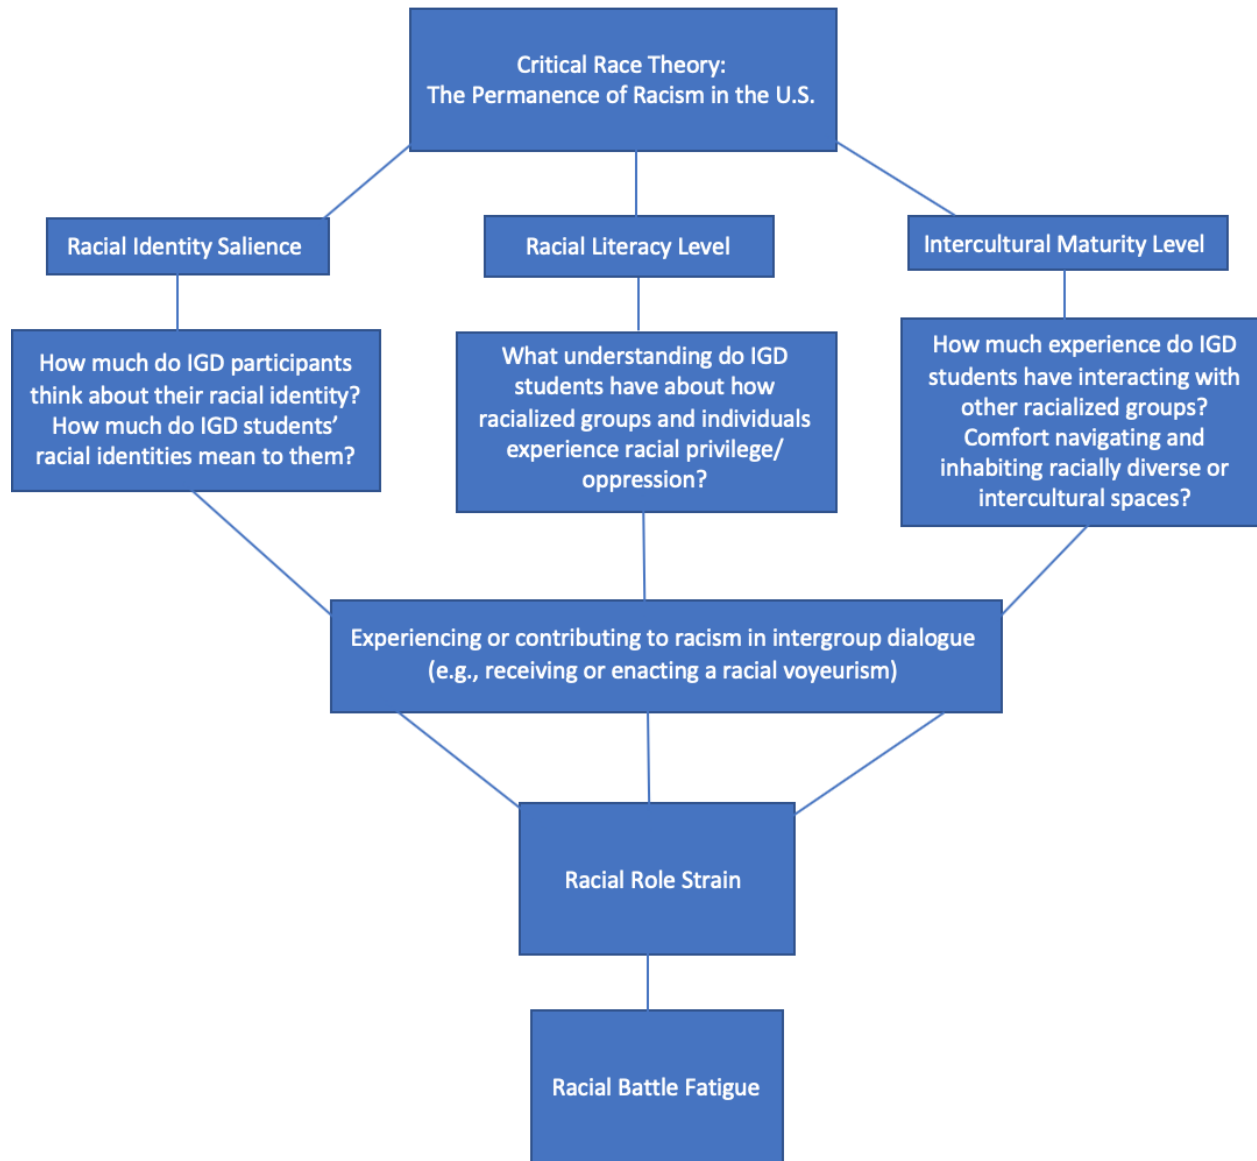 Critical Race Theory:
The Permanence of Racism in the U.S.
Racial Identity Salience
Racial Literacy Level
Intercultural Maturity Level
How much do IGD participants
think about their racial identity?
How much do IGD students’
racial identities mean to them?
What understanding do IGD
students have about how
racialized groups and individuals
experience racial privilege/
oppression?
How much experience do IGD
students have interacting with
other racialized groups?
Comfort navigating and
inhabiting racially diverse or
intercultural spaces?
Experiencing or contributing to racism in intergroup dialogue
(e.g., receiving or enacting a racial voyeurism)
Racial Role Strain
Racial Battle Fatigue